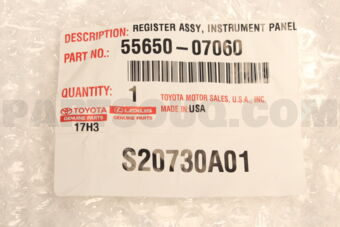 DESCRIPTION: REGISTER ASSY, INSTRUMENT PANEL
PART NO.: 55650-07060
QUANTITY: 1
TOYOTA MOTOR SALES, U.S.A., INC.
MADE IN USA
TOYOTA LEXUS
GENUINE PARTS GENUINE PARTS
17H3
S20730A01